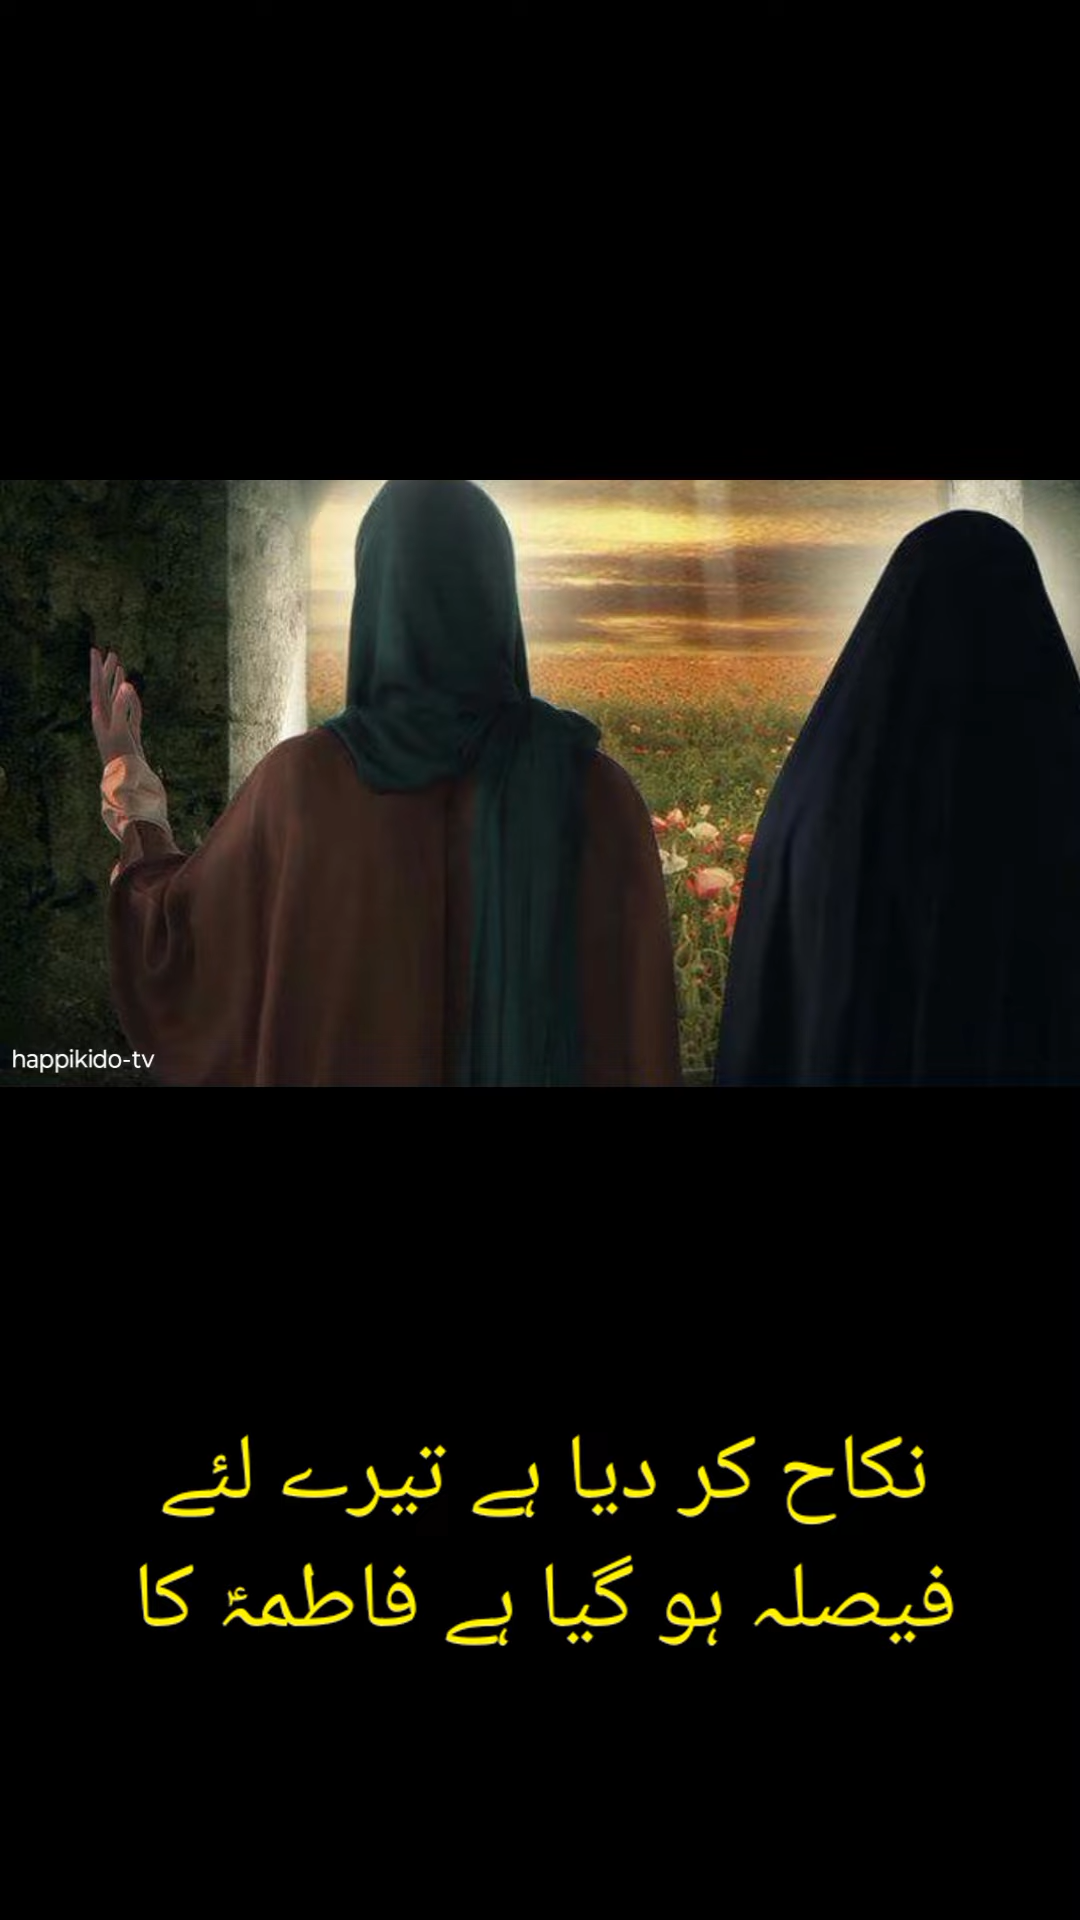 happikido-tv
نکاح کر دیا ہے تیرے لئے
فیصلہ ہو گیا ہے فاطمہؑ کا